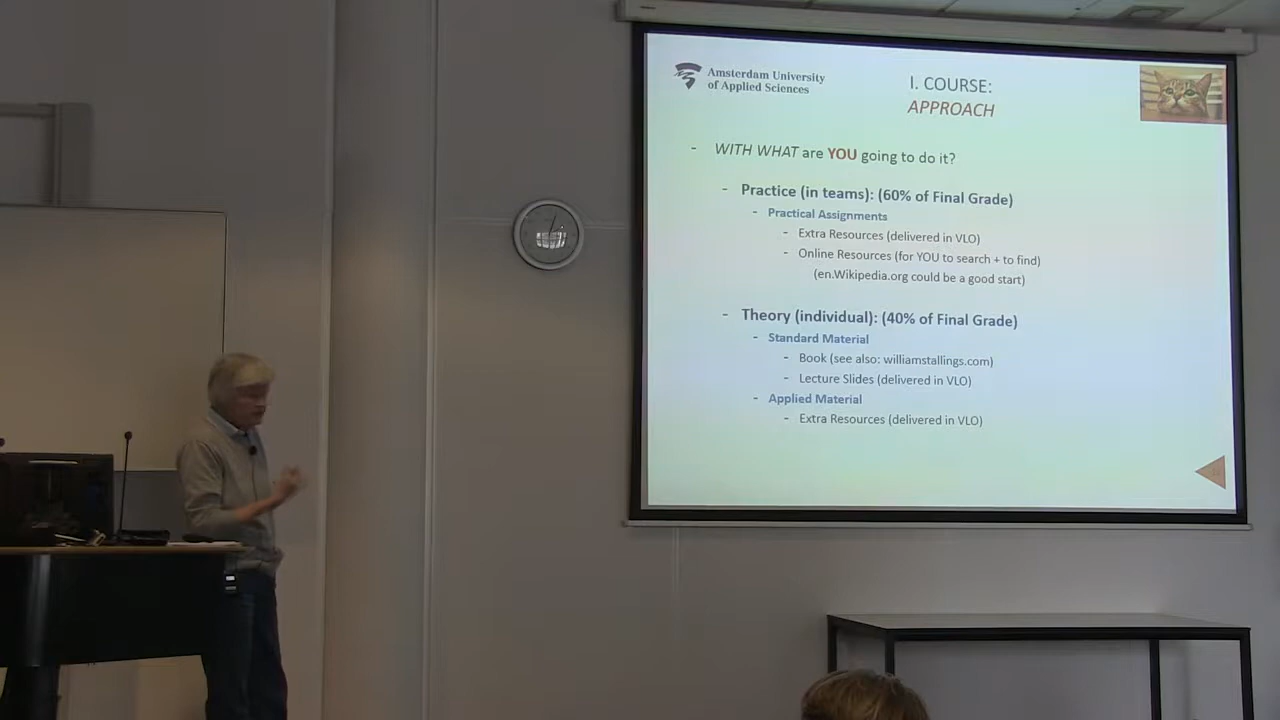 Amsterdam University
of Applied Sciences
I. COURSE:
APPROACH
- WITH WHAT are YOU going to do it?
- Practice (in teams): (60% of Final Grade)
- Practical Assignments
- Extra Resources (delivered in VLO)
- Online Resources (for YOU to search + to find)
(en.Wikipedia.org could be a good start)
- Theory (individual): (40% of Final Grade)
- Standard Material
- Book (see also: williamstallings.com)
- Lecture Slides (delivered in VLO)
- Applied Material
- Extra Resources (delivered in VLO)